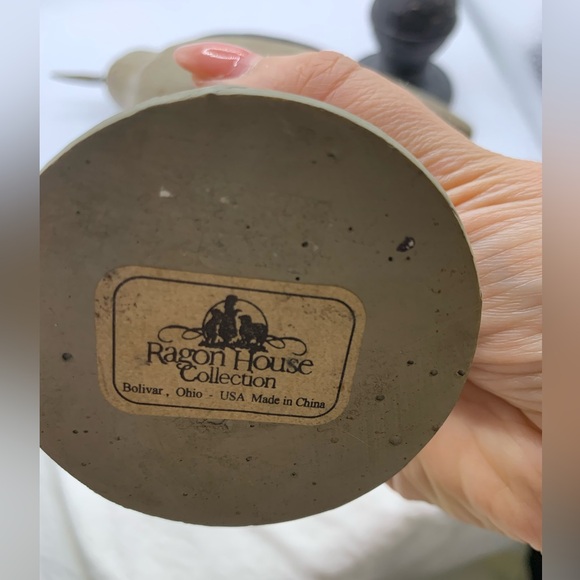 Ragon House
Collection
Bolivar, Ohio - USA Made in China